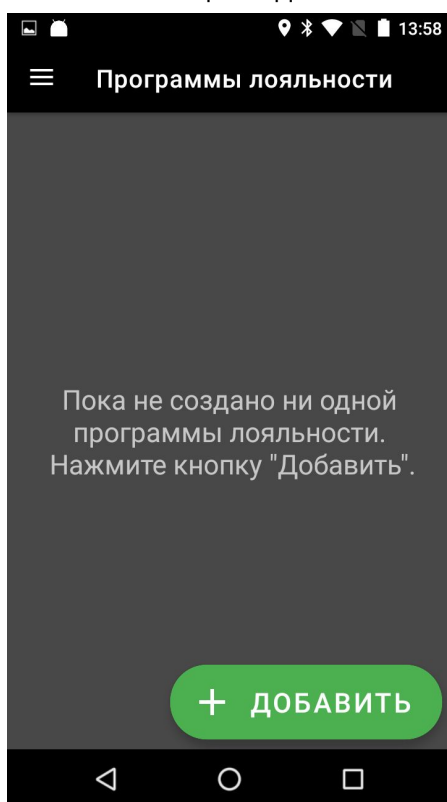 13:58
Программы лояльности
Пока не создано ни одной
программы лояльности.
Нажмите кнопку "Добавить".
+ ДОБАВИТЬ